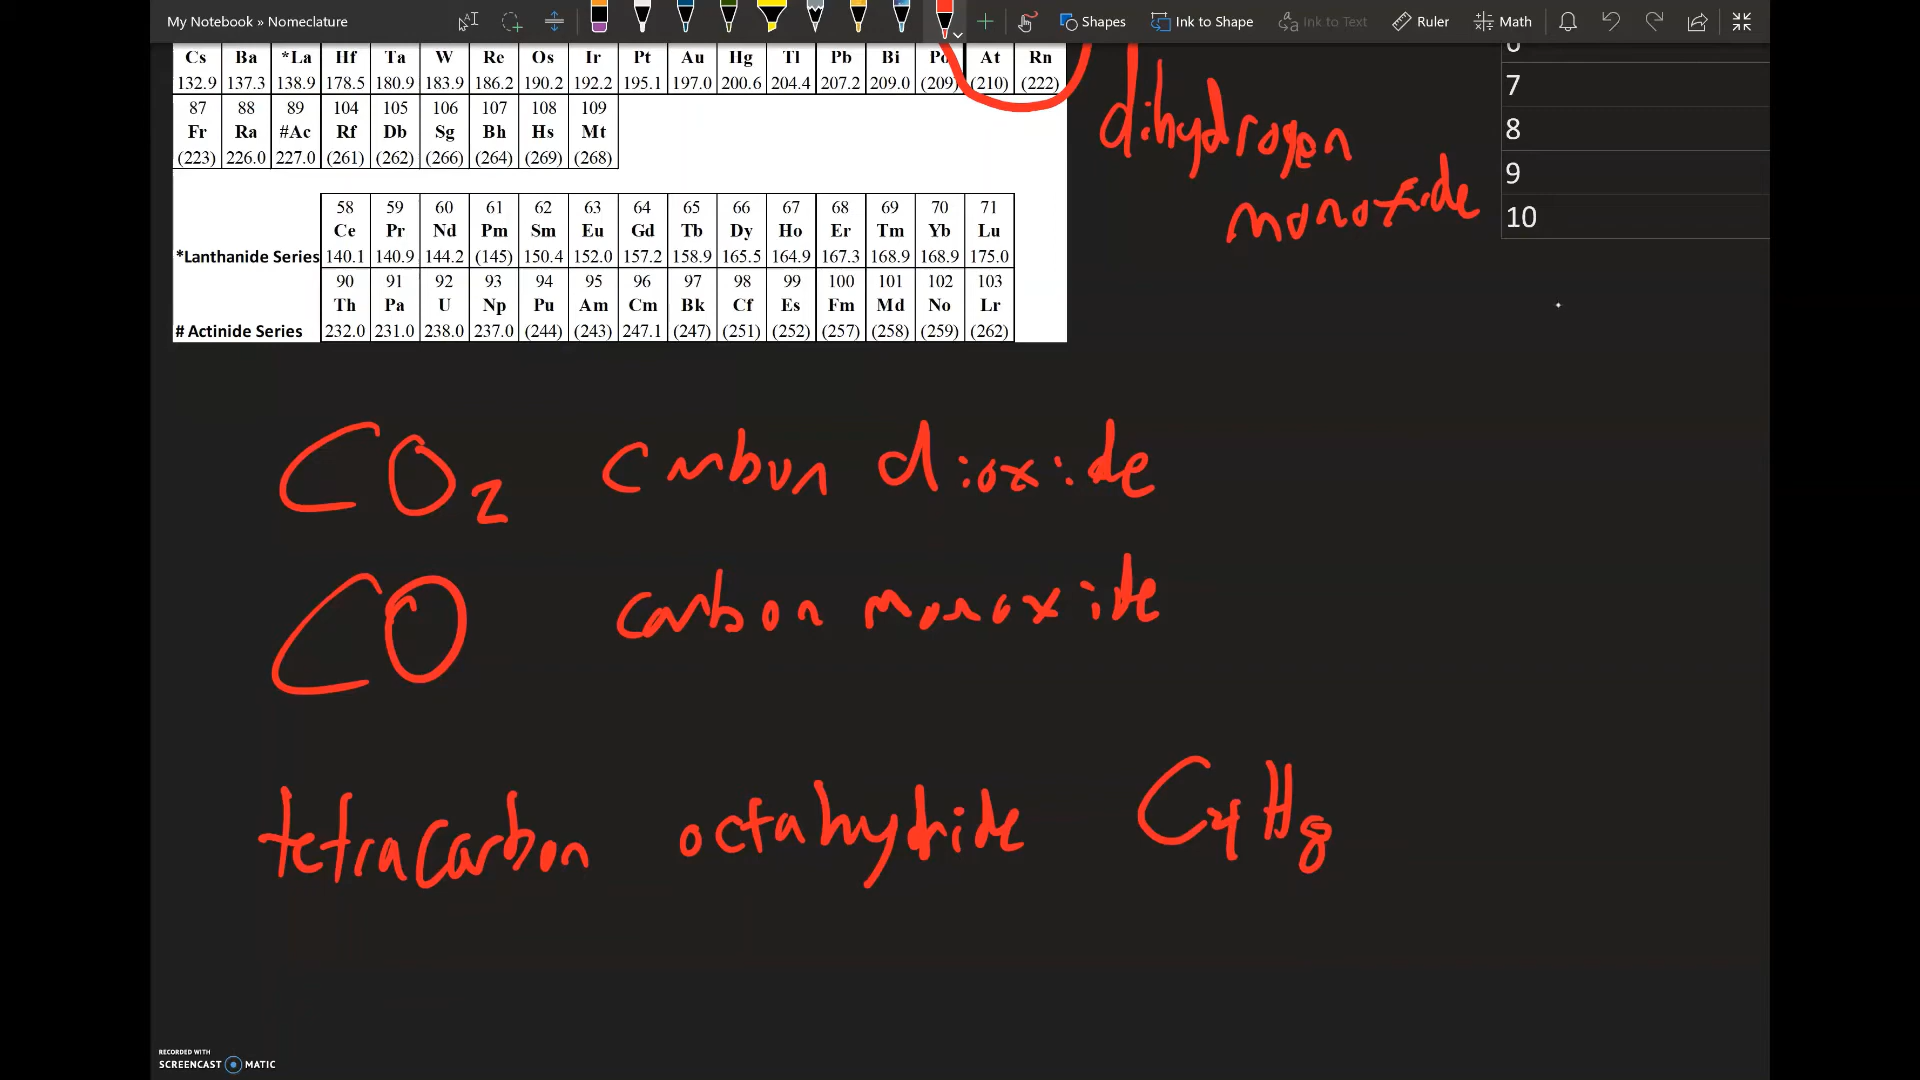 My Notebook » Nomeclature
Shapes Ink to Shape Ink to Text Ruler Math
Cs Ba *La Hf Ta W Re Os Ir Pt Au Hg Tl Pb Bi Po At Rn
132.9 137.3 138.9 178.5 180.9 183.9 186.2 190.2 192.2 195.1 197.0 200.6 204.4 207.2 209.0 (209) (210) (222)
87 88 89 104 105 106 107 108 109
Fr Ra #Ac Rf Db Sg Bh Hs Mt
(223) 226.0 227.0 (261) (262) (266) (264) (269) (268)
58 59 60 61 62 63 64 65 66 67 68 69 70 71
Ce Pr Nd Pm Sm Eu Gd Tb Dy Ho Er Tm Yb Lu
*Lanthanide Series 140.1 140.9 144.2 (145) 150.4 152.0 157.2 158.9 165.5 164.9 167.3 168.9 168.9 175.0
90 91 92 93 94 95 96 97 98 99 100 101 102 103
Th Pa U Np Pu Am Cm Bk Cf Es Fm Md No Lr
# Actinide Series 232.0 231.0 238.0 237.0 (244) (243) 247.1 (247) (251) (252) (257) (258) (259) (262)
dihydrogen
monoxide
7
8
9
10
CO2 carbon dioxide
CO carbon monoxide
tetracarbon octahydride C4H8
RECORDED WITH
SCREENCAST MATIC